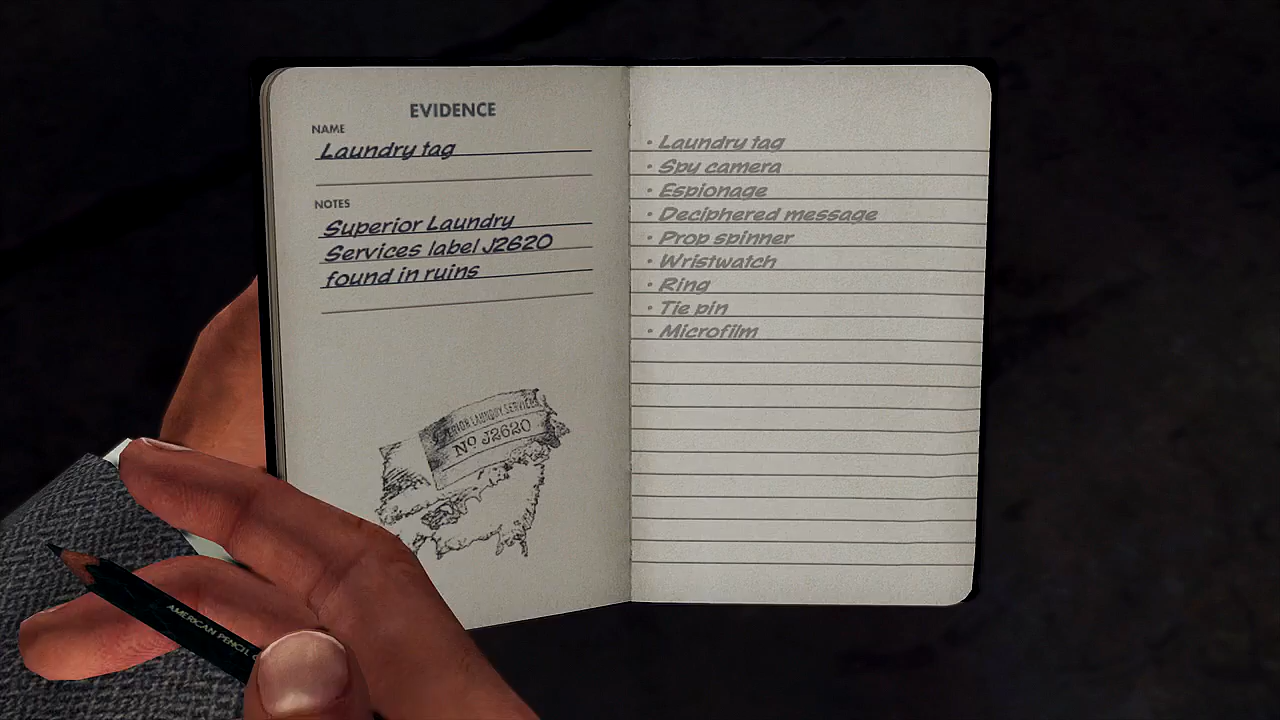 EVIDENCE
NAME
Laundry tag
NOTES
Superior Laundry
Services label J2620
found in ruins
LAUNDRY SERVICES
No J2620
• Laundry tag
• Spy camera
• Espionage
• Deciphered message
• Prop spinner
• Wristwatch
• Ring
• Tie pin
• Microfilm
AMERICAN PENCIL